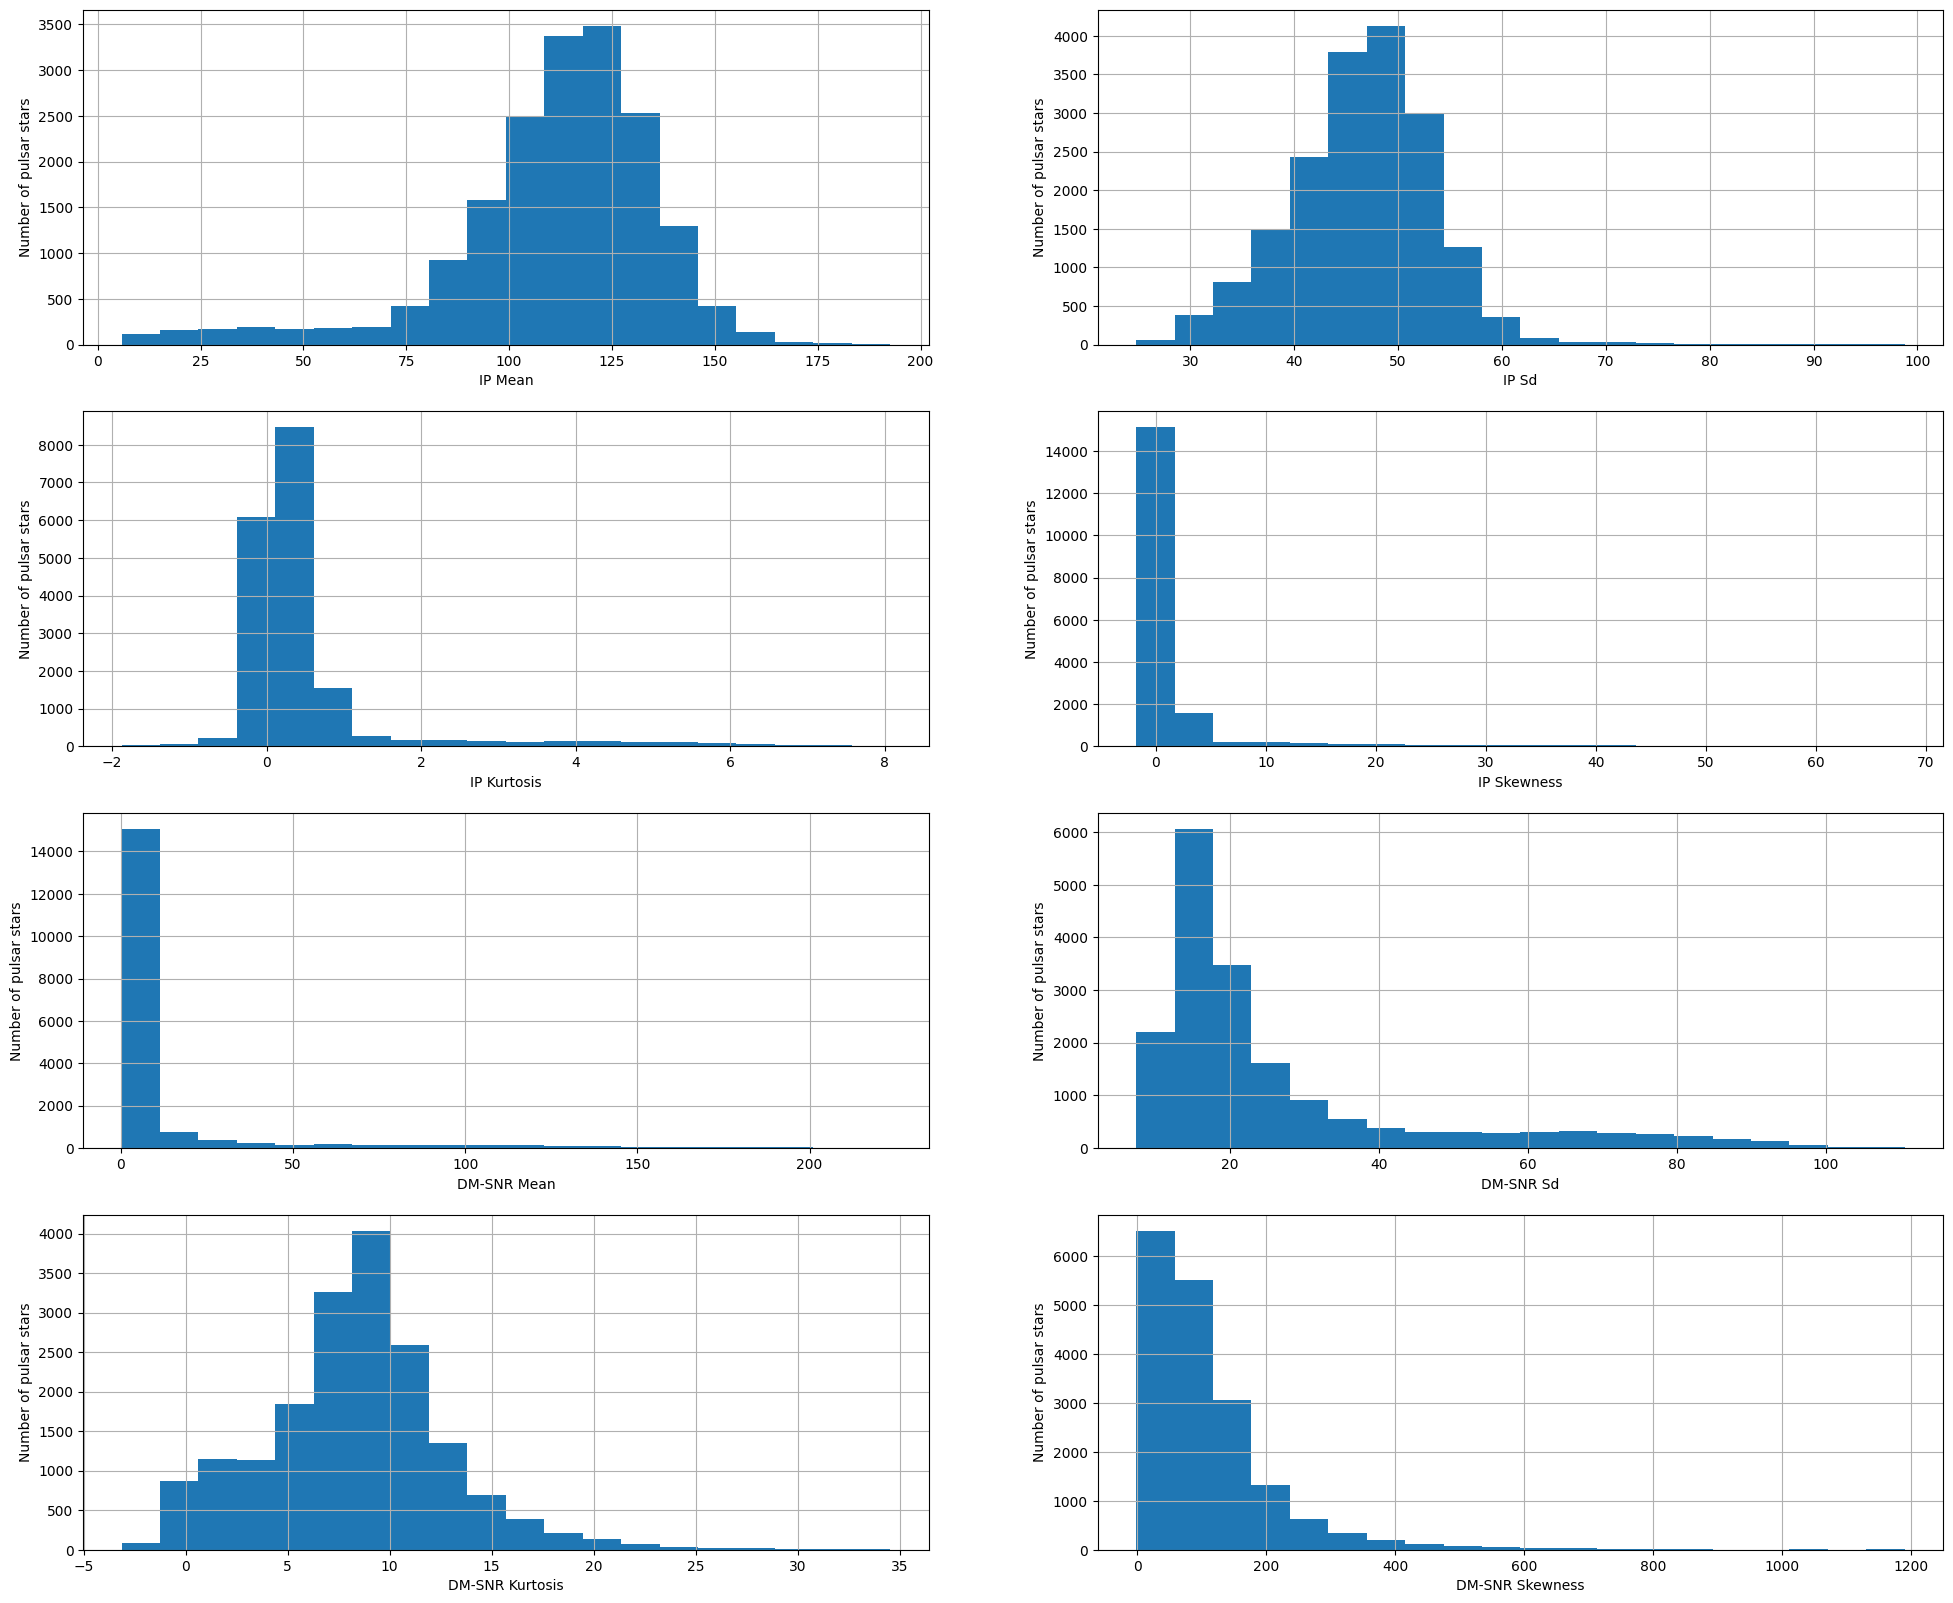 3500
3000
2500
2000
1500
1000
500
0
Number of pulsar stars
0 25 50 75 100 125 150 175 200
IP Mean
4000
3500
3000
2500
2000
1500
1000
500
0
Number of pulsar stars
30 40 50 60 70 80 90 100
IP Sd
8000
7000
6000
5000
4000
3000
2000
1000
0
Number of pulsar stars
−2 0 2 4 6 8
IP Kurtosis
14000
12000
10000
8000
6000
4000
2000
0
Number of pulsar stars
0 10 20 30 40 50 60 70
IP Skewness
14000
12000
10000
8000
6000
4000
2000
0
Number of pulsar stars
0 50 100 150 200
DM-SNR Mean
6000
5000
4000
3000
2000
1000
0
Number of pulsar stars
20 40 60 80 100
DM-SNR Sd
4000
3500
3000
2500
2000
1500
1000
500
0
Number of pulsar stars
−5 0 5 10 15 20 25 30 35
DM-SNR Kurtosis
6000
5000
4000
3000
2000
1000
0
Number of pulsar stars
0 200 400 600 800 1000 1200
DM-SNR Skewness